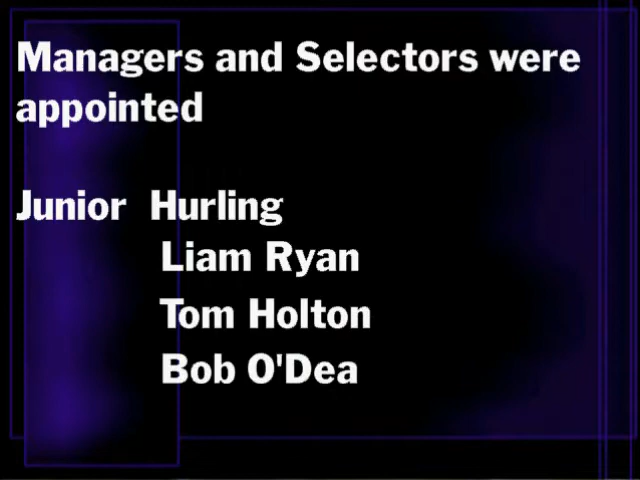 Managers and Selectors were
appointed
Junior Hurling
Liam Ryan
Tom Holton
Bob O'Dea